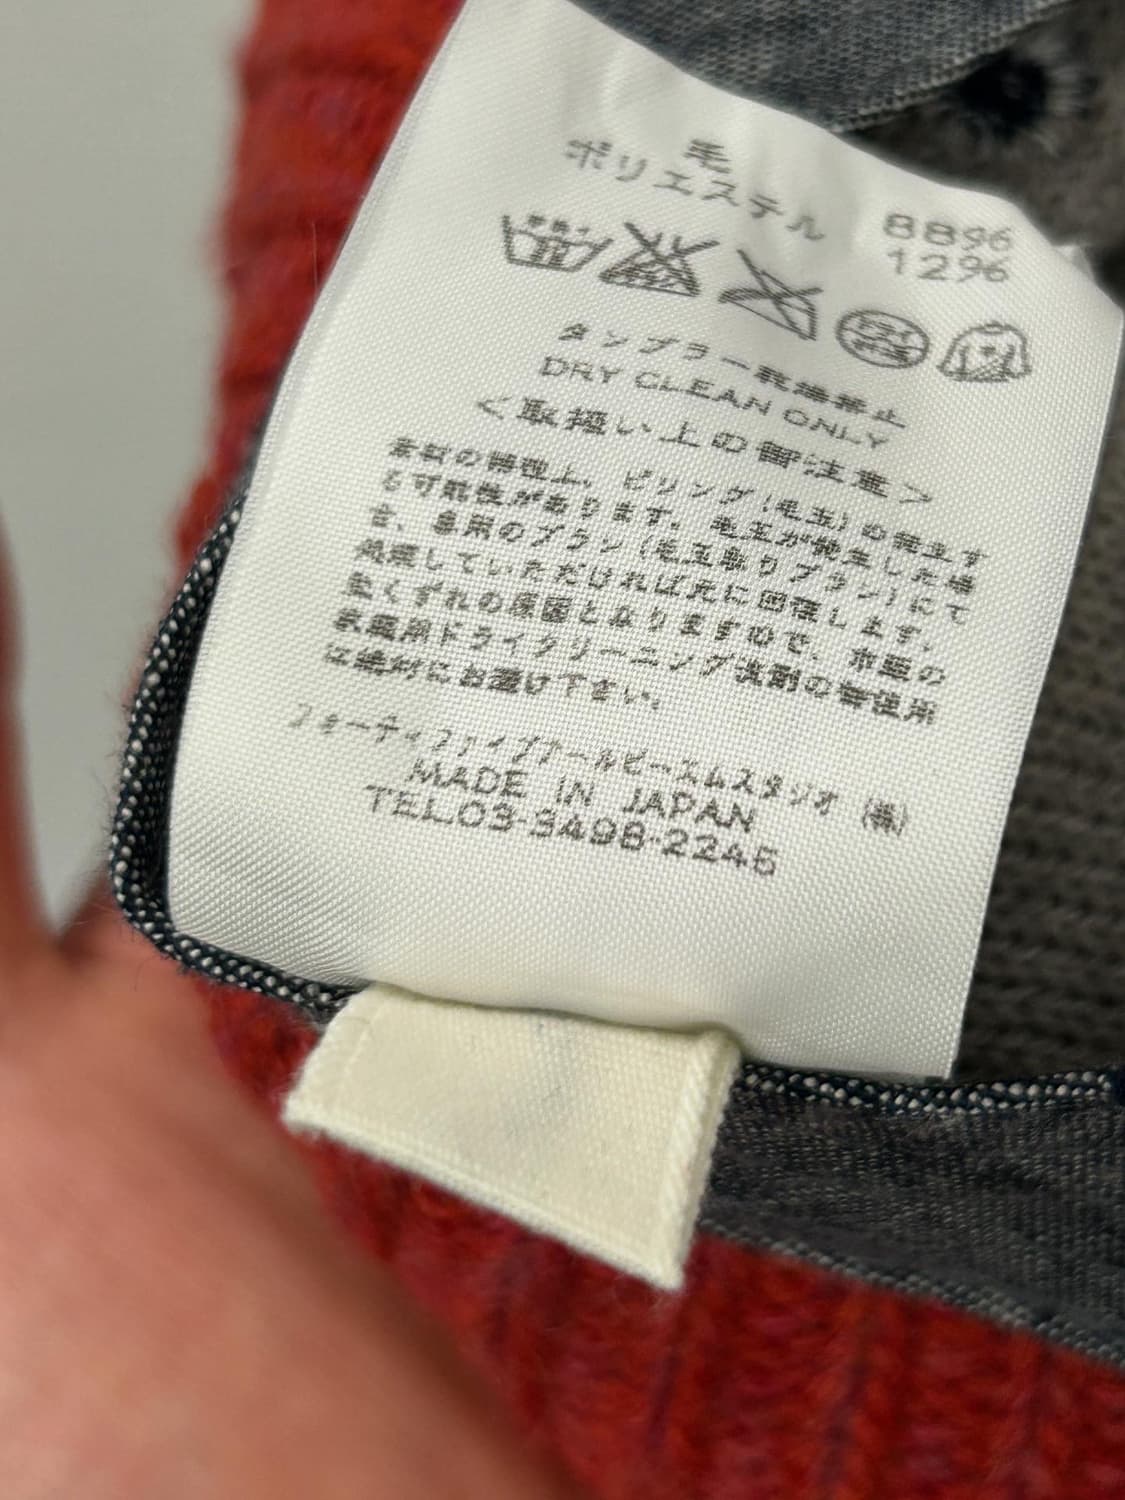 毛 88%
ポリエステル 12%
タンブラー乾燥禁止
DRY CLEAN ONLY
<取扱い上の御注意>
素材の特性上、ピリング(毛玉)の発生す
る可能性があります。毛玉が発生した場
合、専用のブラシ(毛玉取りブラシ)にて
処理していただければ元に回復します。
型くずれの原因となりますので、市販の
衣類用ドライクリーニング洗剤の御使用
は絶対にお避け下さい。
フォーティファイブアールピーエムスタジオ (株)
MADE IN JAPAN
TEL.03-3498-2246